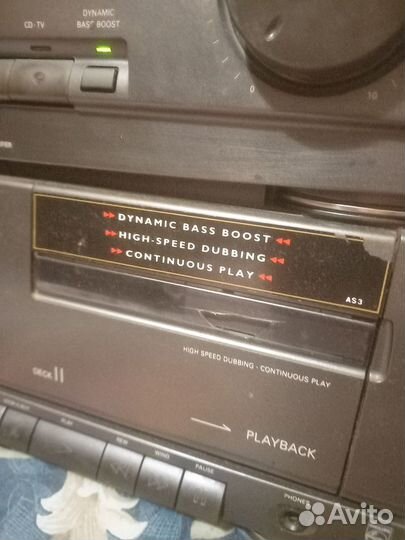 CD·TV
DYNAMIC
BASS BOOST
0
10
DYNAMIC BASS BOOST
HIGH-SPEED DUBBING
CONTINUOUS PLAY
AS3
HIGH SPEED DUBBING · CONTINUOUS PLAY
DECK II
PLAYBACK
PLAY
REW
WIND
PAUSE
PHONES
Avito